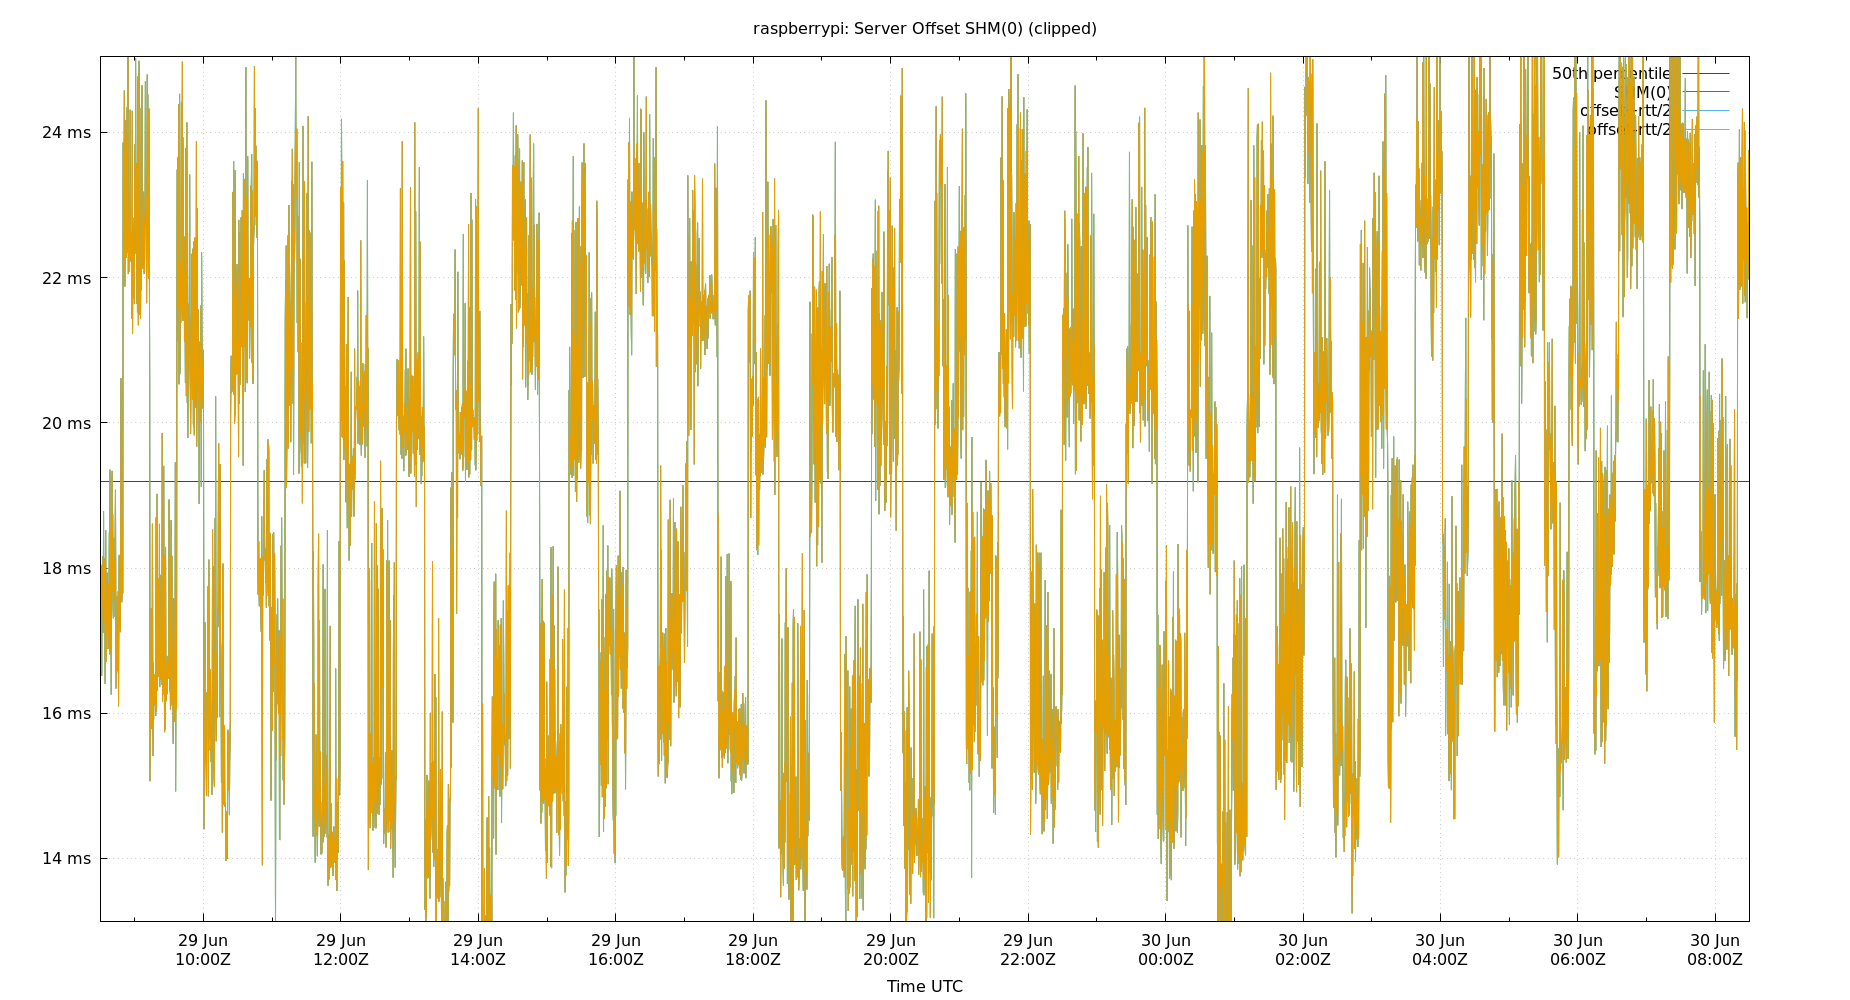 raspberrypi: Server Offset SHM(0) (clipped)
50th percentile
SHM(0)
offset-rtt/2
offset-rtt/2
24 ms
22 ms
20 ms
18 ms
16 ms
14 ms
29 Jun 29 Jun 29 Jun 29 Jun 29 Jun 29 Jun 29 Jun 30 Jun 30 Jun 30 Jun 30 Jun 30 Jun
10:00Z 12:00Z 14:00Z 16:00Z 18:00Z 20:00Z 22:00Z 00:00Z 02:00Z 04:00Z 06:00Z 08:00Z
Time UTC